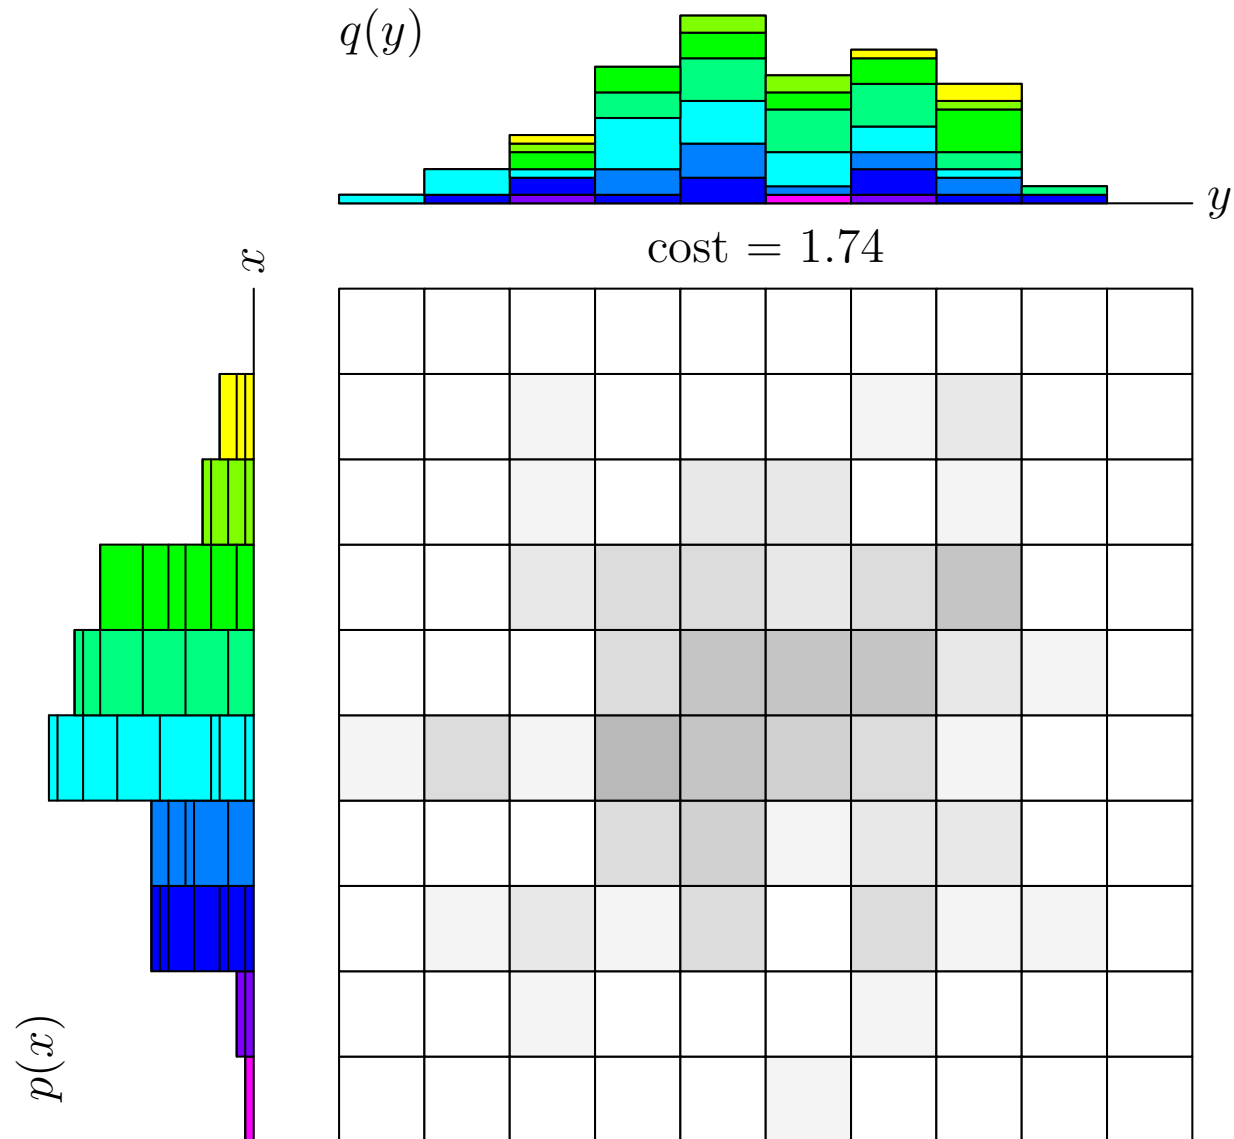 q(y)
y
cost = 1.74
x
p(x)